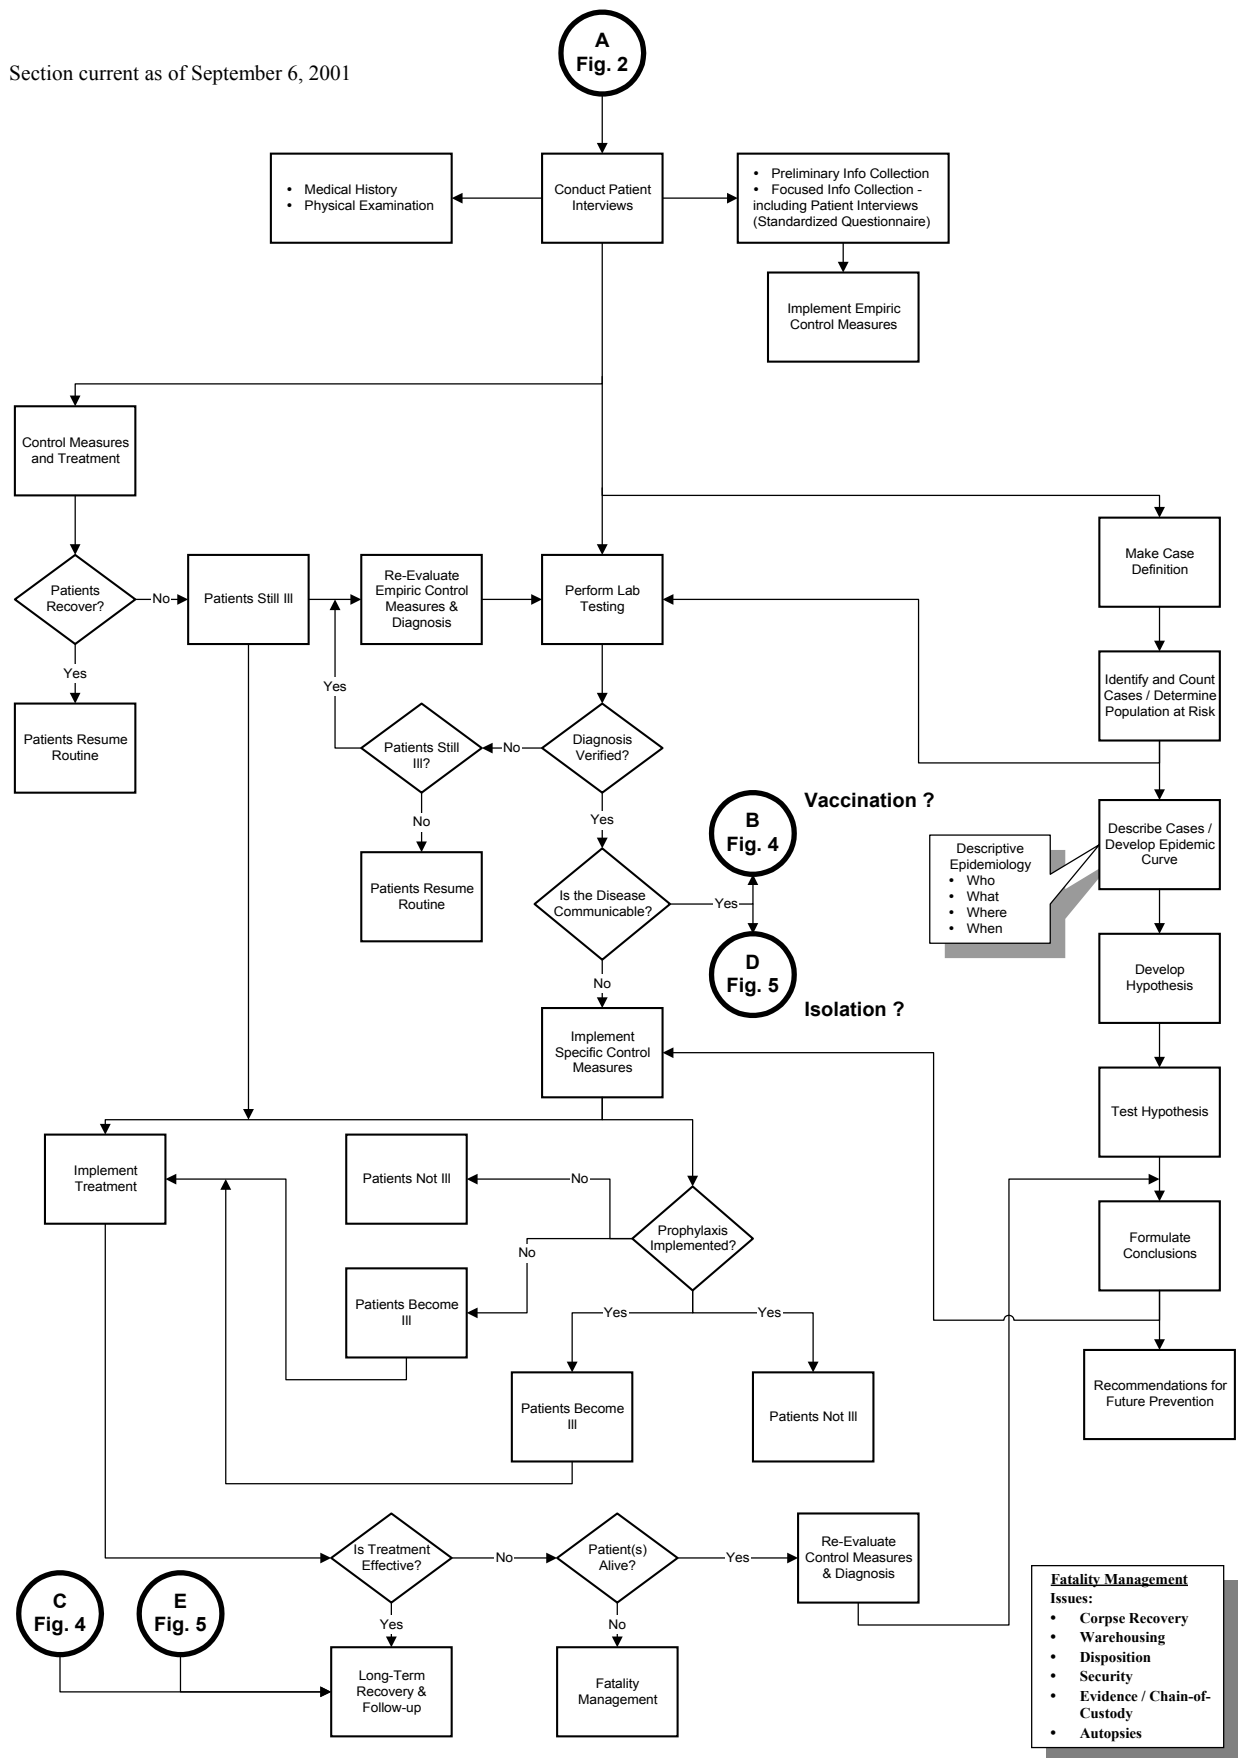 A
Fig. 2
Section current as of September 6, 2001
• Medical History
• Physical Examination
Conduct Patient
Interviews
• Preliminary Info Collection
• Focused Info Collection -
including Patient Interviews
(Standardized Questionnaire)
Implement Empiric
Control Measures
Control Measures
and Treatment
Make Case
Definition
Patients
Recover?
No
Patients Still Ill
Re-Evaluate
Empiric Control
Measures &
Diagnosis
Perform Lab
Testing
Yes
Yes
Identify and Count
Cases / Determine
Population at Risk
Patients Resume
Routine
Patients Still
Ill?
No
Diagnosis
Verified?
No
Yes
B
Fig. 4
Vaccination ?
Describe Cases /
Develop Epidemic
Curve
Descriptive
Epidemiology
• Who
• What
• Where
• When
Patients Resume
Routine
Is the Disease
Communicable?
Yes
D
Fig. 5
Isolation ?
No
Develop
Hypothesis
Implement
Specific Control
Measures
Test Hypothesis
Implement
Treatment
Patients Not Ill
No
Prophylaxis
Implemented?
No
Formulate
Conclusions
Patients Become
Ill
Yes
Yes
Patients Become
Ill
Patients Not Ill
Recommendations for
Future Prevention
Is Treatment
Effective?
No
Patient(s)
Alive?
Yes
Re-Evaluate
Control Measures
& Diagnosis
C
Fig. 4
E
Fig. 5
Yes
No
Long-Term
Recovery &
Follow-up
Fatality
Management
Fatality Management
Issues:
• Corpse Recovery
• Warehousing
• Disposition
• Security
• Evidence / Chain-of-
Custody
• Autopsies